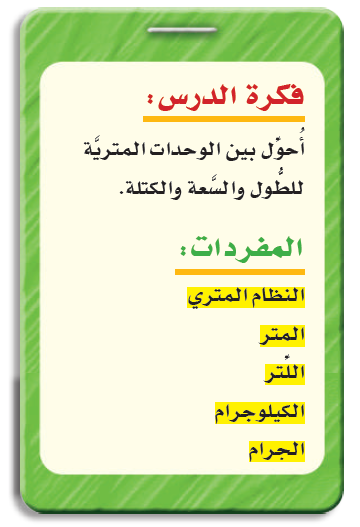 فكرة الدرس:
أُحوِّل بين الوحدات المتريَّة
للطُّول والسَّعة والكتلة.
المفردات:
النظام المتري
المتر
اللِّتر
الكيلوجرام
الجرام